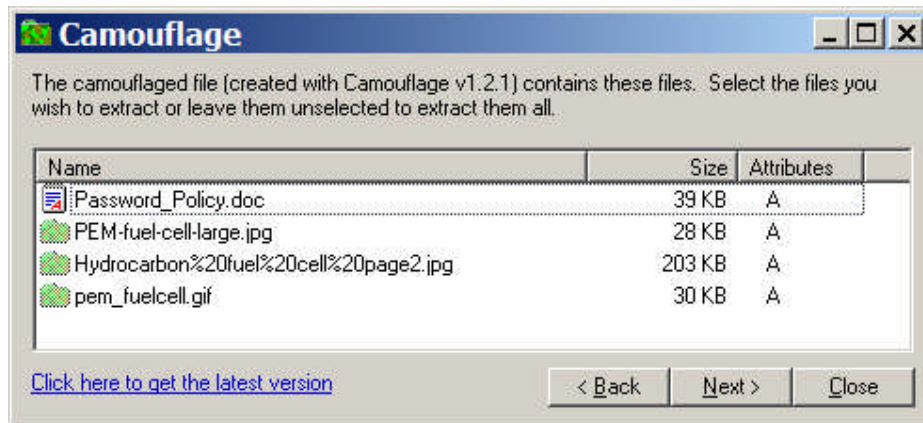 Camouflage
The camouflaged file (created with Camouflage v1.2.1) contains these files. Select the files you
wish to extract or leave them unselected to extract them all.
Name Size Attributes
Password_Policy.doc 39 KB A
PEM-fuel-cell-large.jpg 28 KB A
Hydrocarbon%20fuel%20cell%20page2.jpg 203 KB A
pem_fuelcell.gif 30 KB A
Click here to get the latest version < Back Next > Close